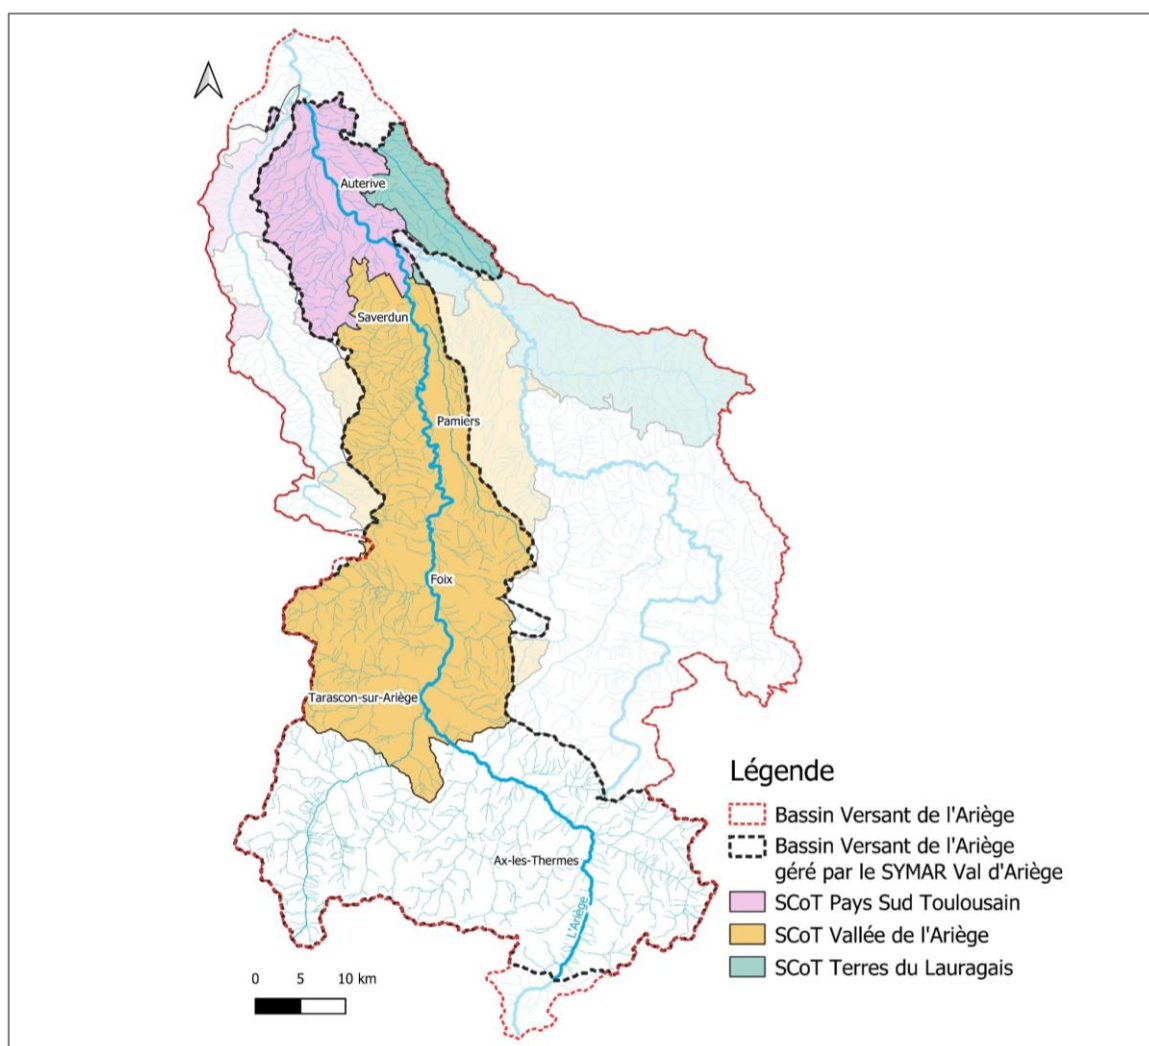 Auterive
Saverdun
Pamiers
Foix
Tarascon-sur-Ariège
Ax-les-Thermes
L'Ariège
0 5 10 km
Légende
Bassin Versant de l'Ariège
Bassin Versant de l'Ariège
géré par le SYMAR Val d'Ariège
SCoT Pays Sud Toulousain
SCoT Vallée de l'Ariège
SCoT Terres du Lauragais